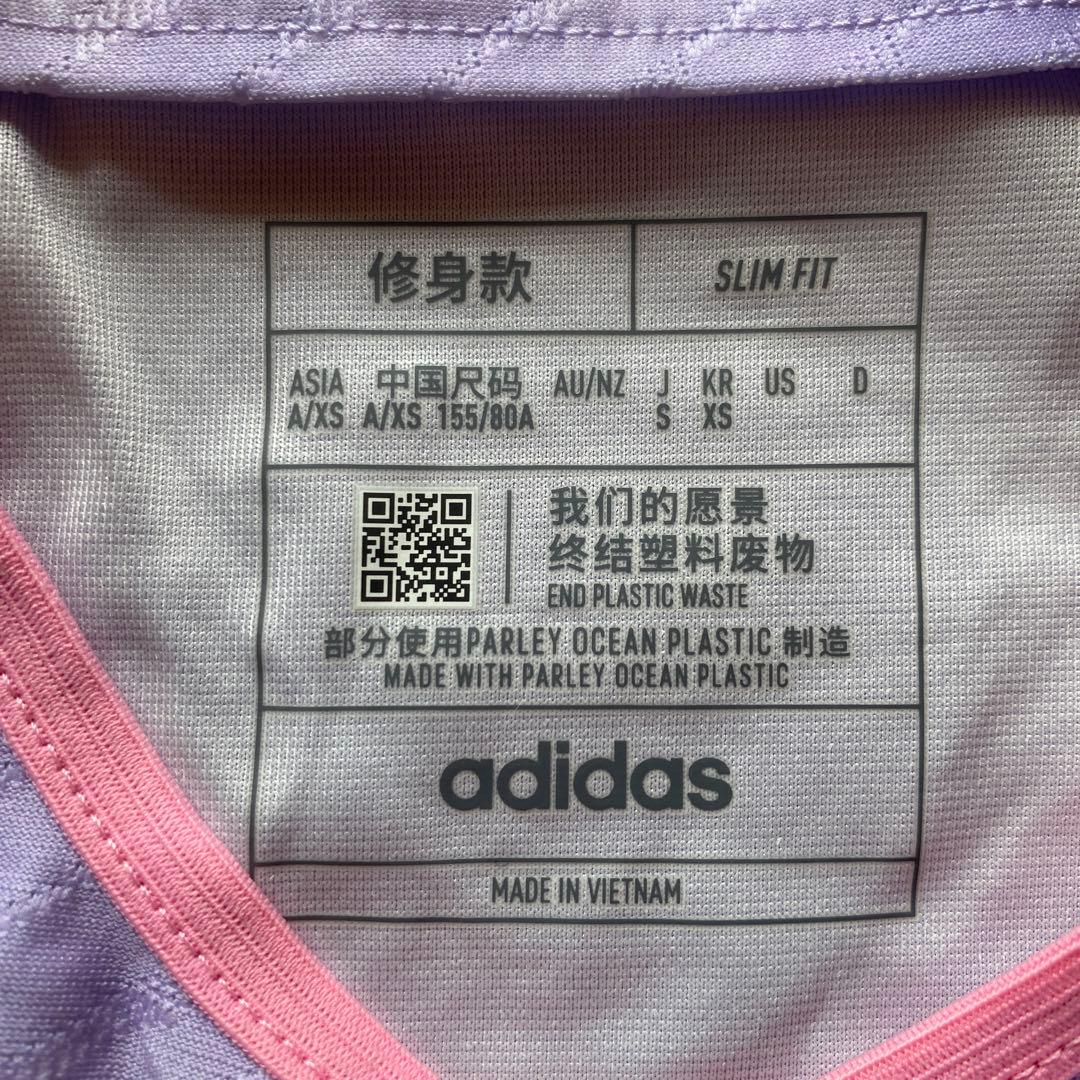 修身款 SLIM FIT
ASIA 中国尺码 AU/NZ J KR US D
A/XS A/XS 155/80A S XS
我们的愿景
终结塑料废物
END PLASTIC WASTE
部分使用PARLEY OCEAN PLASTIC 制造
MADE WITH PARLEY OCEAN PLASTIC
adidas
MADE IN VIETNAM